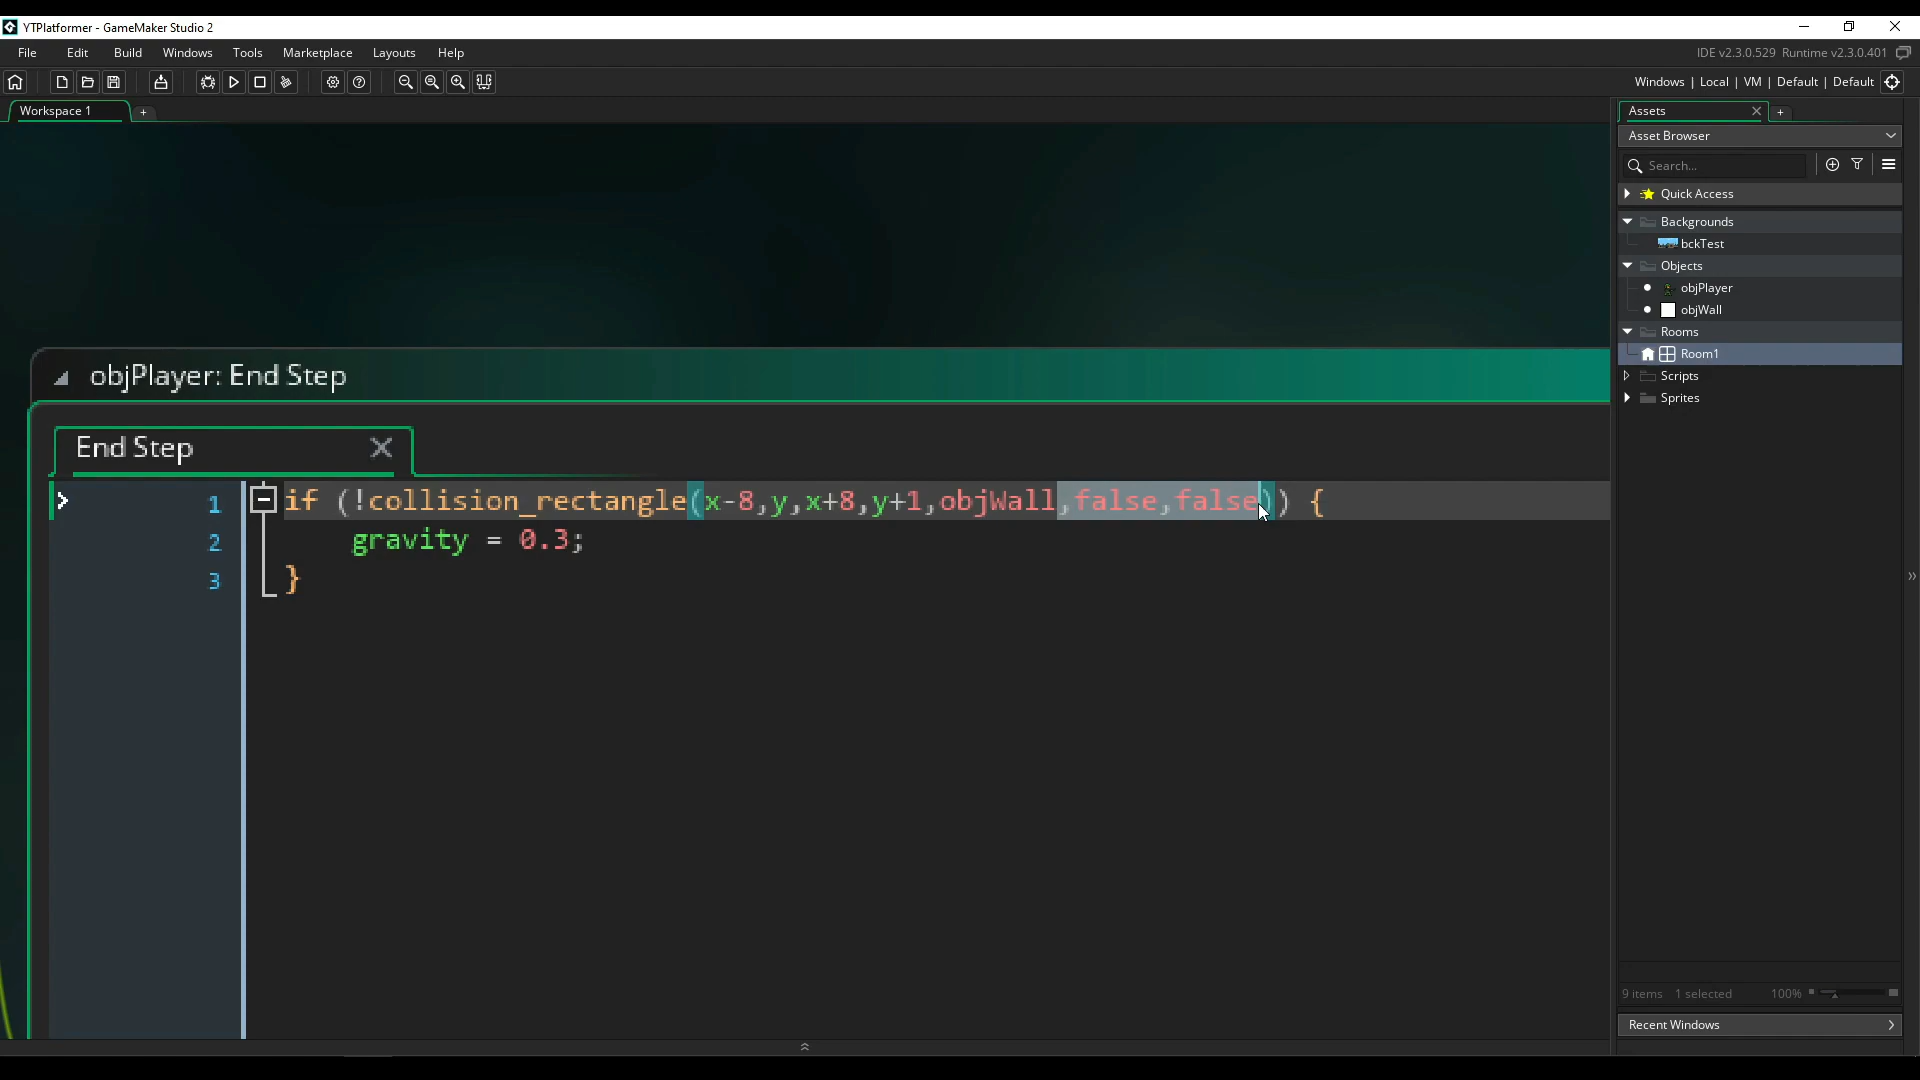 YTPlatformer - GameMaker Studio 2
File Edit Build Windows Tools Marketplace Layouts Help
IDE v2.3.0.529 Runtime v2.3.0.401
Windows | Local | VM | Default | Default
Workspace 1
Assets
Asset Browser
Search...
Quick Access
Backgrounds
bckTest
Objects
objPlayer
objWall
Rooms
Room1
Scripts
Sprites
objPlayer: End Step
End Step
1 if (!collision_rectangle(x-8,y,x+8,y+1,objWall,false,false)) {
2 gravity = 0.3;
3 }
9 items 1 selected 100%
Recent Windows